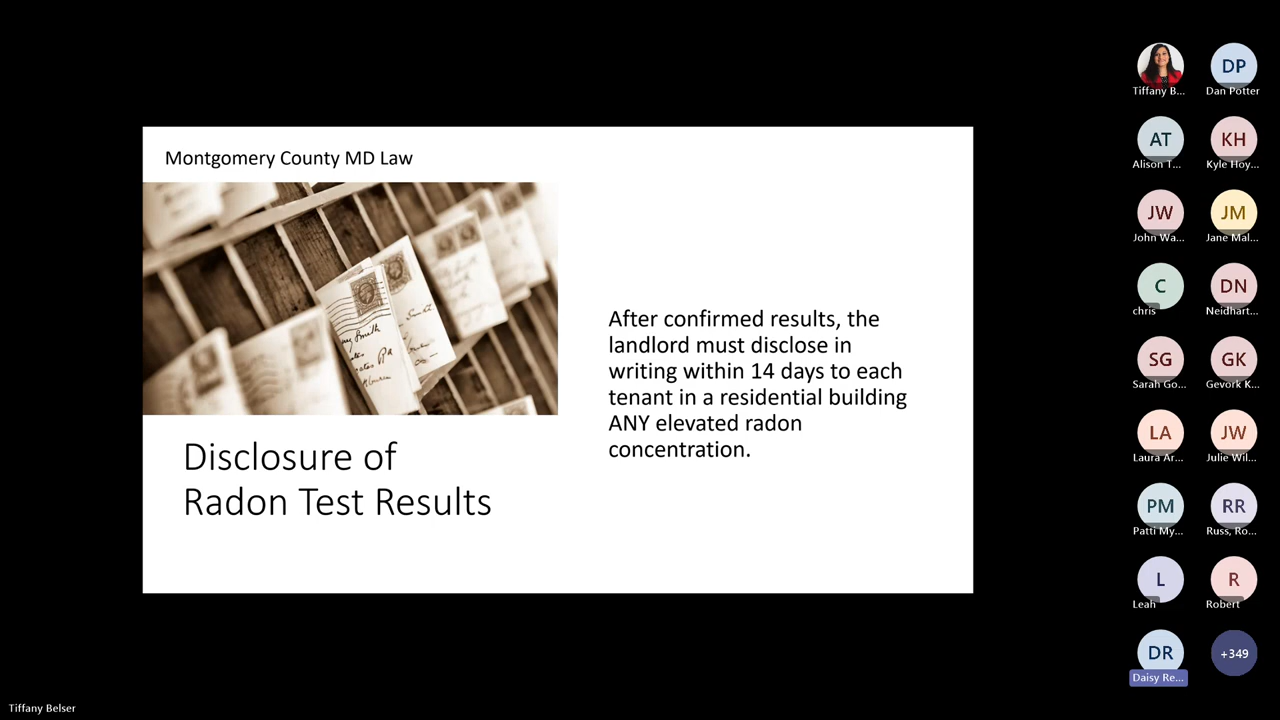 Montgomery County MD Law
Disclosure of
Radon Test Results
After confirmed results, the
landlord must disclose in
writing within 14 days to each
tenant in a residential building
ANY elevated radon
concentration.
Tiffany B...
DP
Dan Potter
AT
Alison T...
KH
Kyle Hoy...
JW
John Wa...
JM
Jane Mal...
C
chris
DN
Neidhart...
SG
Sarah Go...
GK
Gevork K...
LA
Laura Ar...
JW
Julie Wil...
PM
Patti My...
RR
Russ, Ro...
L
Leah
R
Robert
DR
Daisy Re...
+349
Tiffany Belser